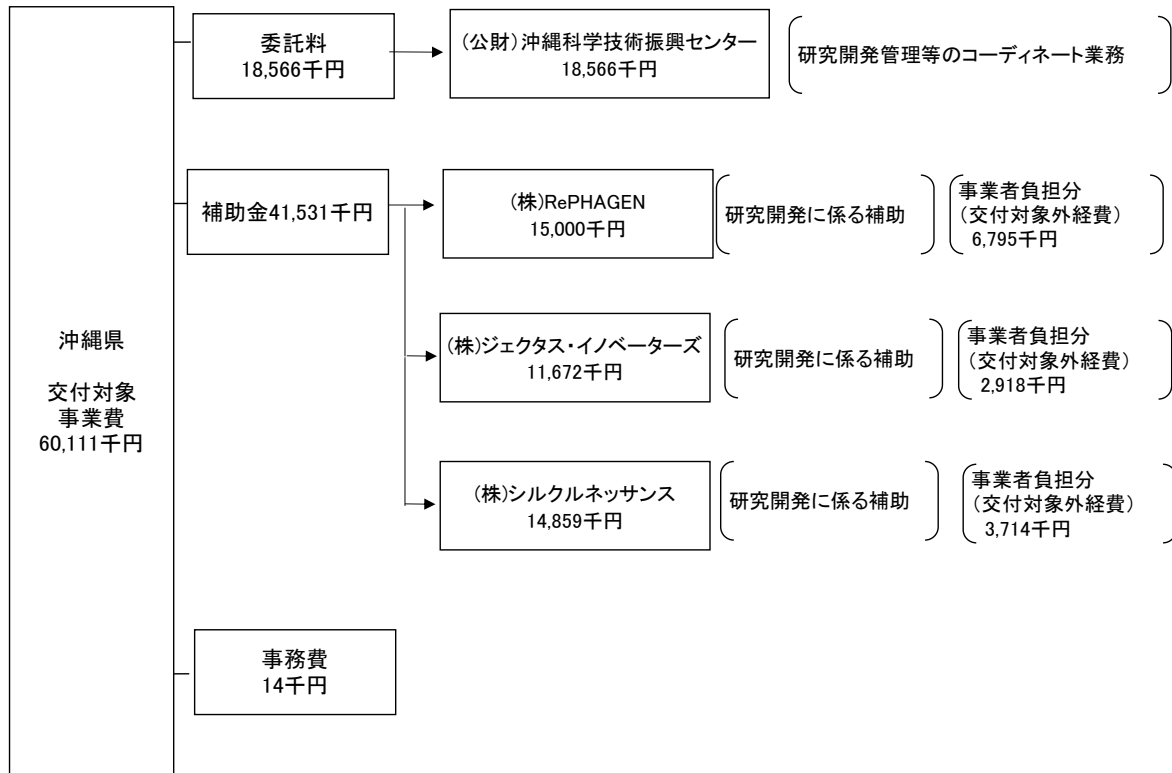 委託料
18,566千円
(公財)沖縄科学技術振興センター
18,566千円
研究開発管理等のコーディネート業務
補助金41,531千円
(株)RePHAGEN
15,000千円
研究開発に係る補助
事業者負担分
(交付対象外経費)
6,795千円
沖縄県
交付対象
事業費
60,111千円
(株)ジェクタス・イノベーターズ
11,672千円
研究開発に係る補助
事業者負担分
(交付対象外経費)
2,918千円
(株)シルクルネッサンス
14,859千円
研究開発に係る補助
事業者負担分
(交付対象外経費)
3,714千円
事務費
14千円